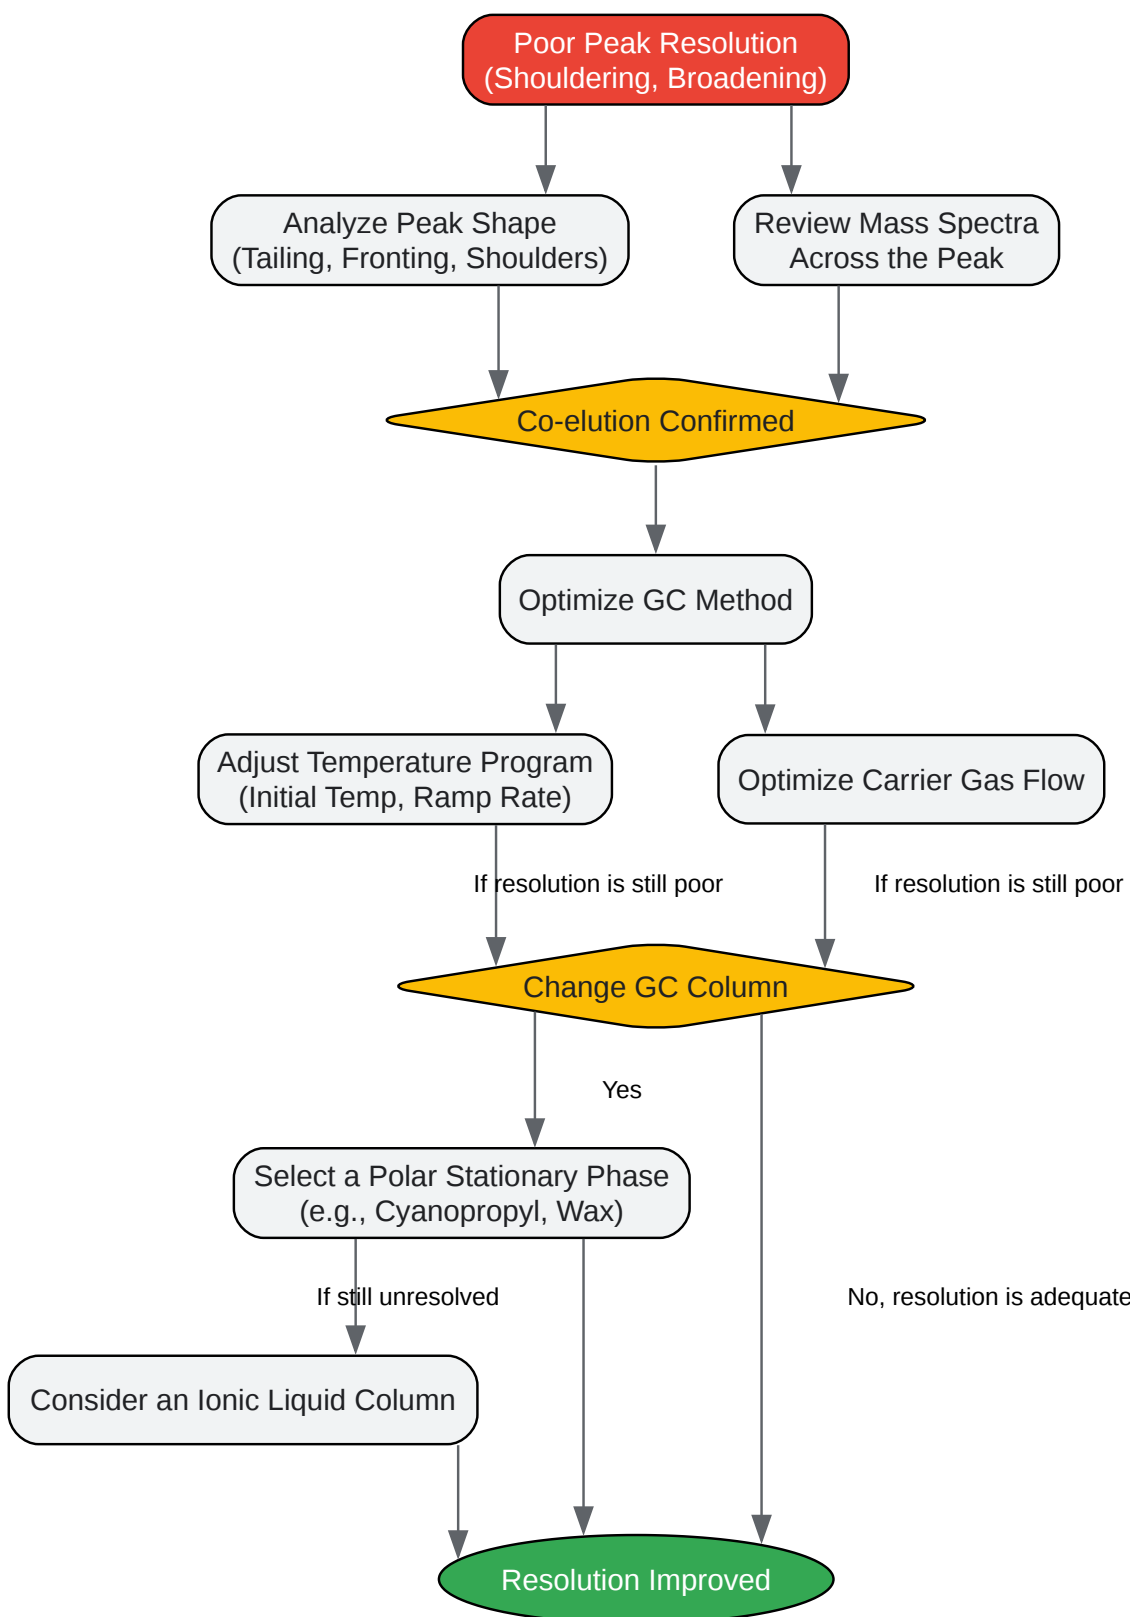 Poor Peak Resolution
(Shouldering, Broadening)
Analyze Peak Shape
(Tailing, Fronting, Shoulders)
Review Mass Spectra
Across the Peak
Co-elution Confirmed
Optimize GC Method
Adjust Temperature Program
(Initial Temp, Ramp Rate)
Optimize Carrier Gas Flow
If resolution is still poor
If resolution is still poor
Change GC Column
Yes
Select a Polar Stationary Phase
(e.g., Cyanopropyl, Wax)
If still unresolved
No, resolution is adequate
Consider an Ionic Liquid Column
Resolution Improved